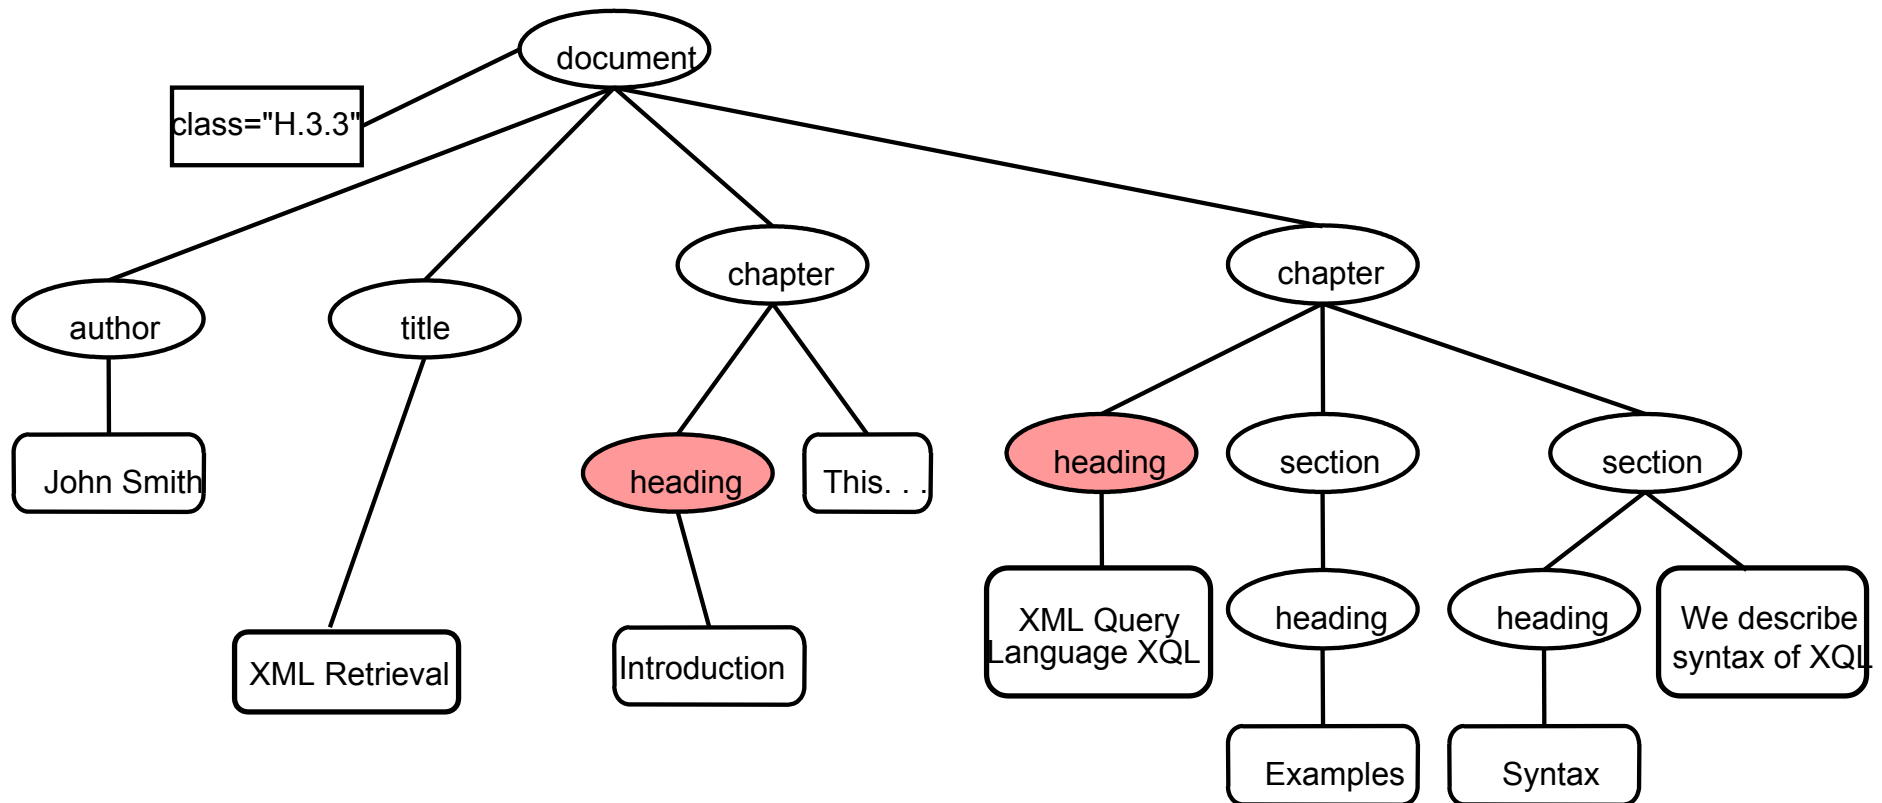 document
class="H.3.3"
chapter
chapter
author
title
heading
section
section
John Smith
heading
This. . .
XML Query
Language XQL
heading
heading
We describe
syntax of XQL
XML Retrieval
Introduction
Examples
Syntax